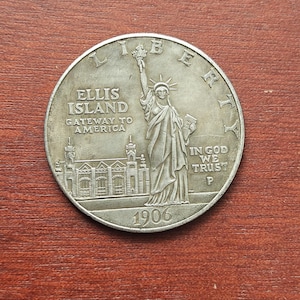 LIBERTY
ELLIS
ISLAND
GATEWAY TO
AMERICA
IN GOD
WE
TRUST
P
1906